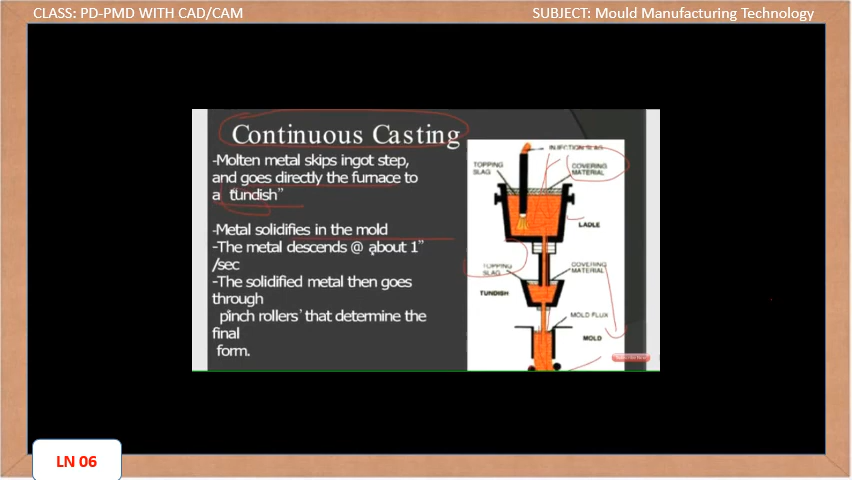 CLASS: PD-PMD WITH CAD/CAM
SUBJECT: Mould Manufacturing Technology
Continuous Casting
-Molten metal skips ingot step,
and goes directly the furnace to
a "tundish"
-Metal solidifies in the mold
-The metal descends @ about 1"
/sec
-The solidified metal then goes
through
pinch rollers' that determine the
final
form.
INJECTION SLAG
TOPPING
SLAG
COVERING
MATERIAL
LADLE
TOPPING
SLAG
COVERING
MATERIAL
TUNDISH
MOLD FLUX
MOLD
LN 06